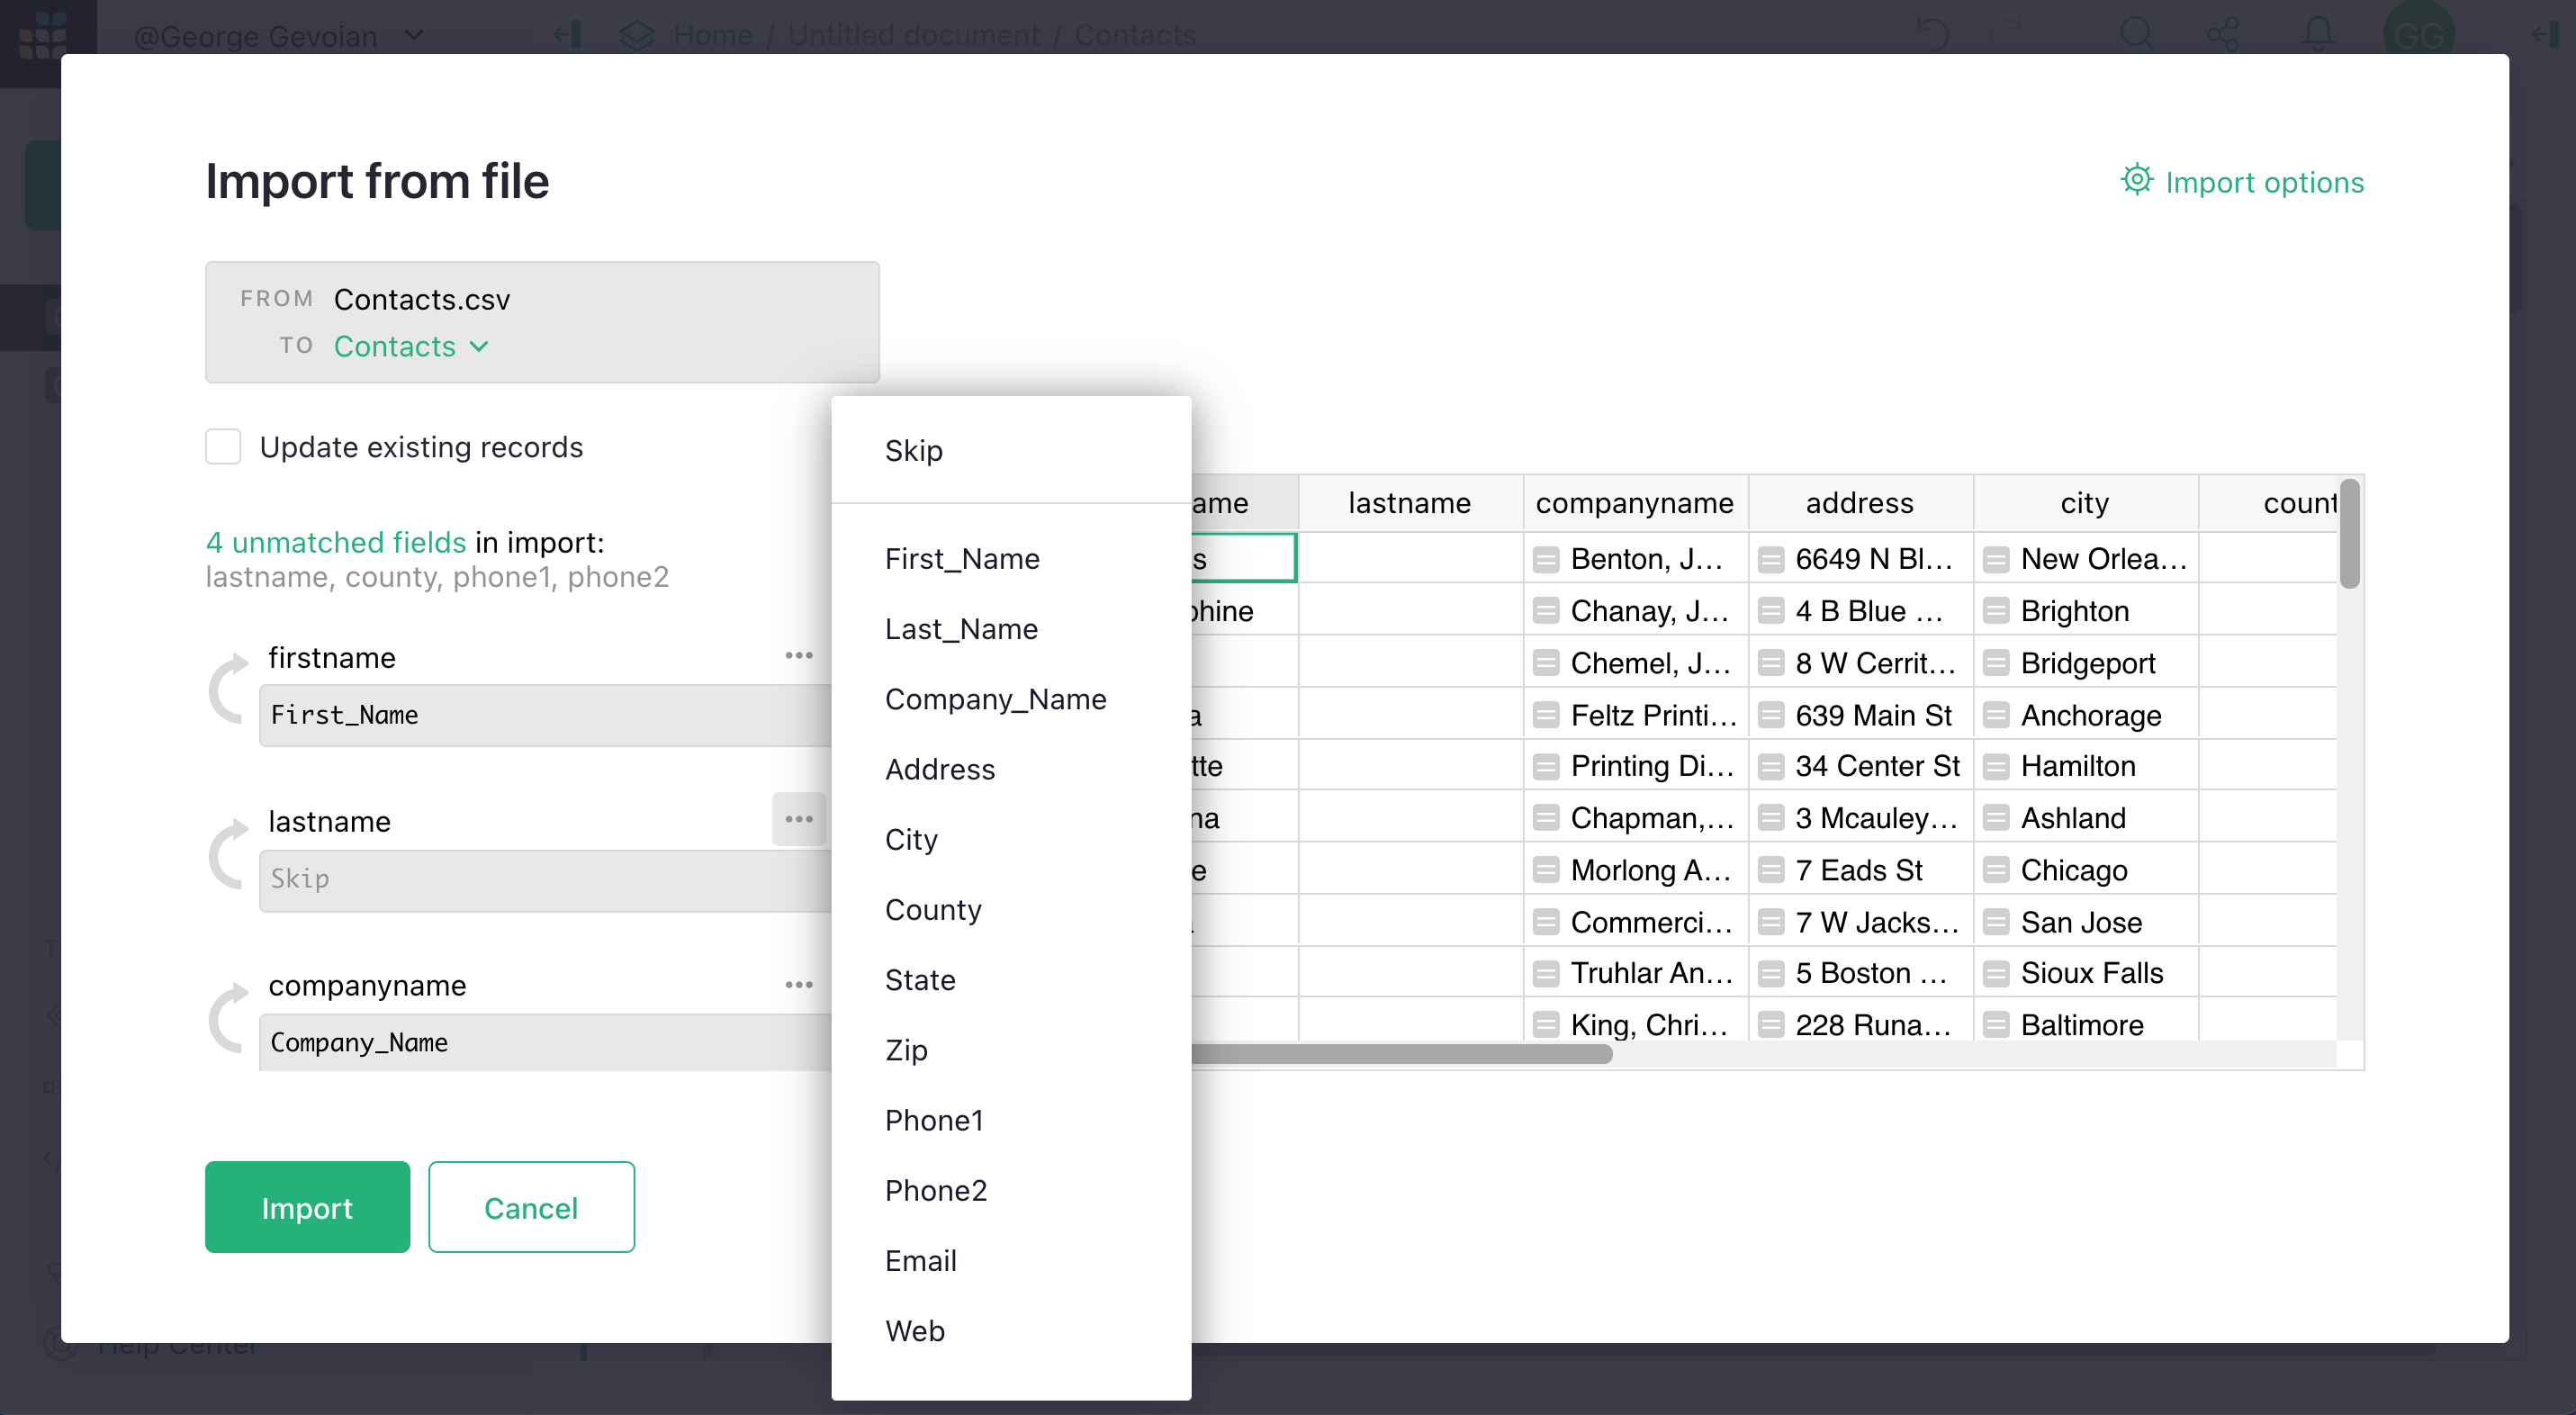 @George Gevoian
Home / Untitled document / Contacts
GG
Import from file
Import options
FROM Contacts.csv
TO Contacts
Update existing records
4 unmatched fields in import:
lastname, county, phone1, phone2
firstname
First_Name
lastname
Skip
companyname
Company_Name
Import
Cancel
Skip
First_Name
Last_Name
Company_Name
Address
City
County
State
Zip
Phone1
Phone2
Email
Web
ame lastname companyname address city count
s Benton, J... 6649 N Bl... New Orlea...
phine Chanay, J... 4 B Blue ... Brighton
Chemel, J... 8 W Cerrit... Bridgeport
a Feltz Printi... 639 Main St Anchorage
tte Printing Di... 34 Center St Hamilton
na Chapman,... 3 Mcauley... Ashland
e Morlong A... 7 Eads St Chicago
Commerci... 7 W Jacks... San Jose
Truhlar An... 5 Boston ... Sioux Falls
King, Chri... 228 Runa... Baltimore
Help Center